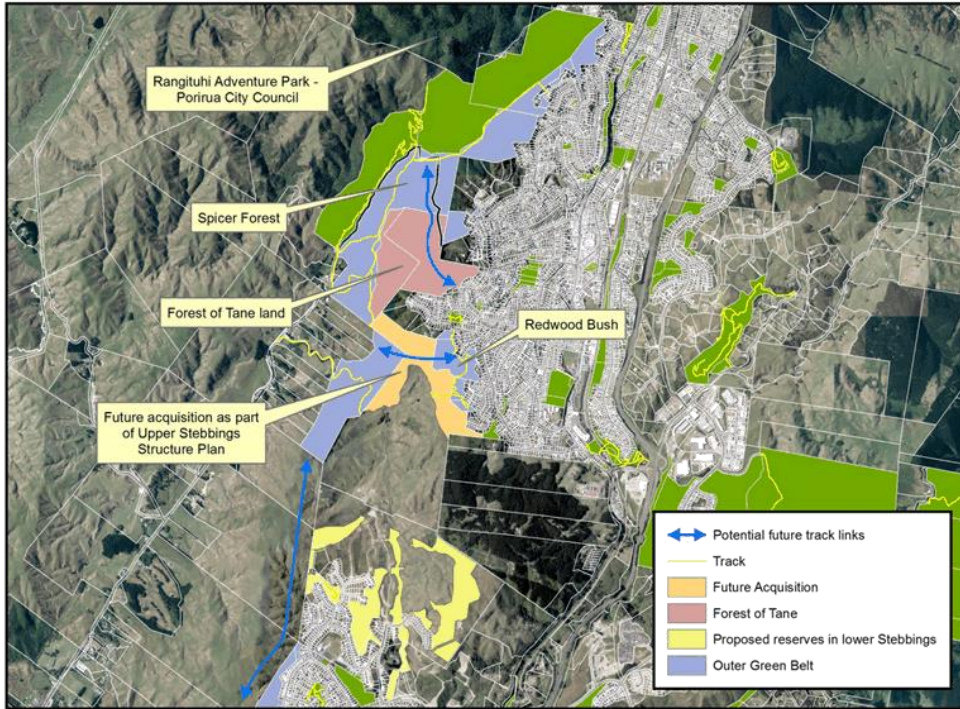 Rangituhi Adventure Park -
Porirua City Council
Spicer Forest
Forest of Tane land
Redwood Bush
Future acquisition as part
of Upper Stebbings
Structure Plan
Potential future track links
Track
Future Acquisition
Forest of Tane
Proposed reserves in lower Stebbings
Outer Green Belt